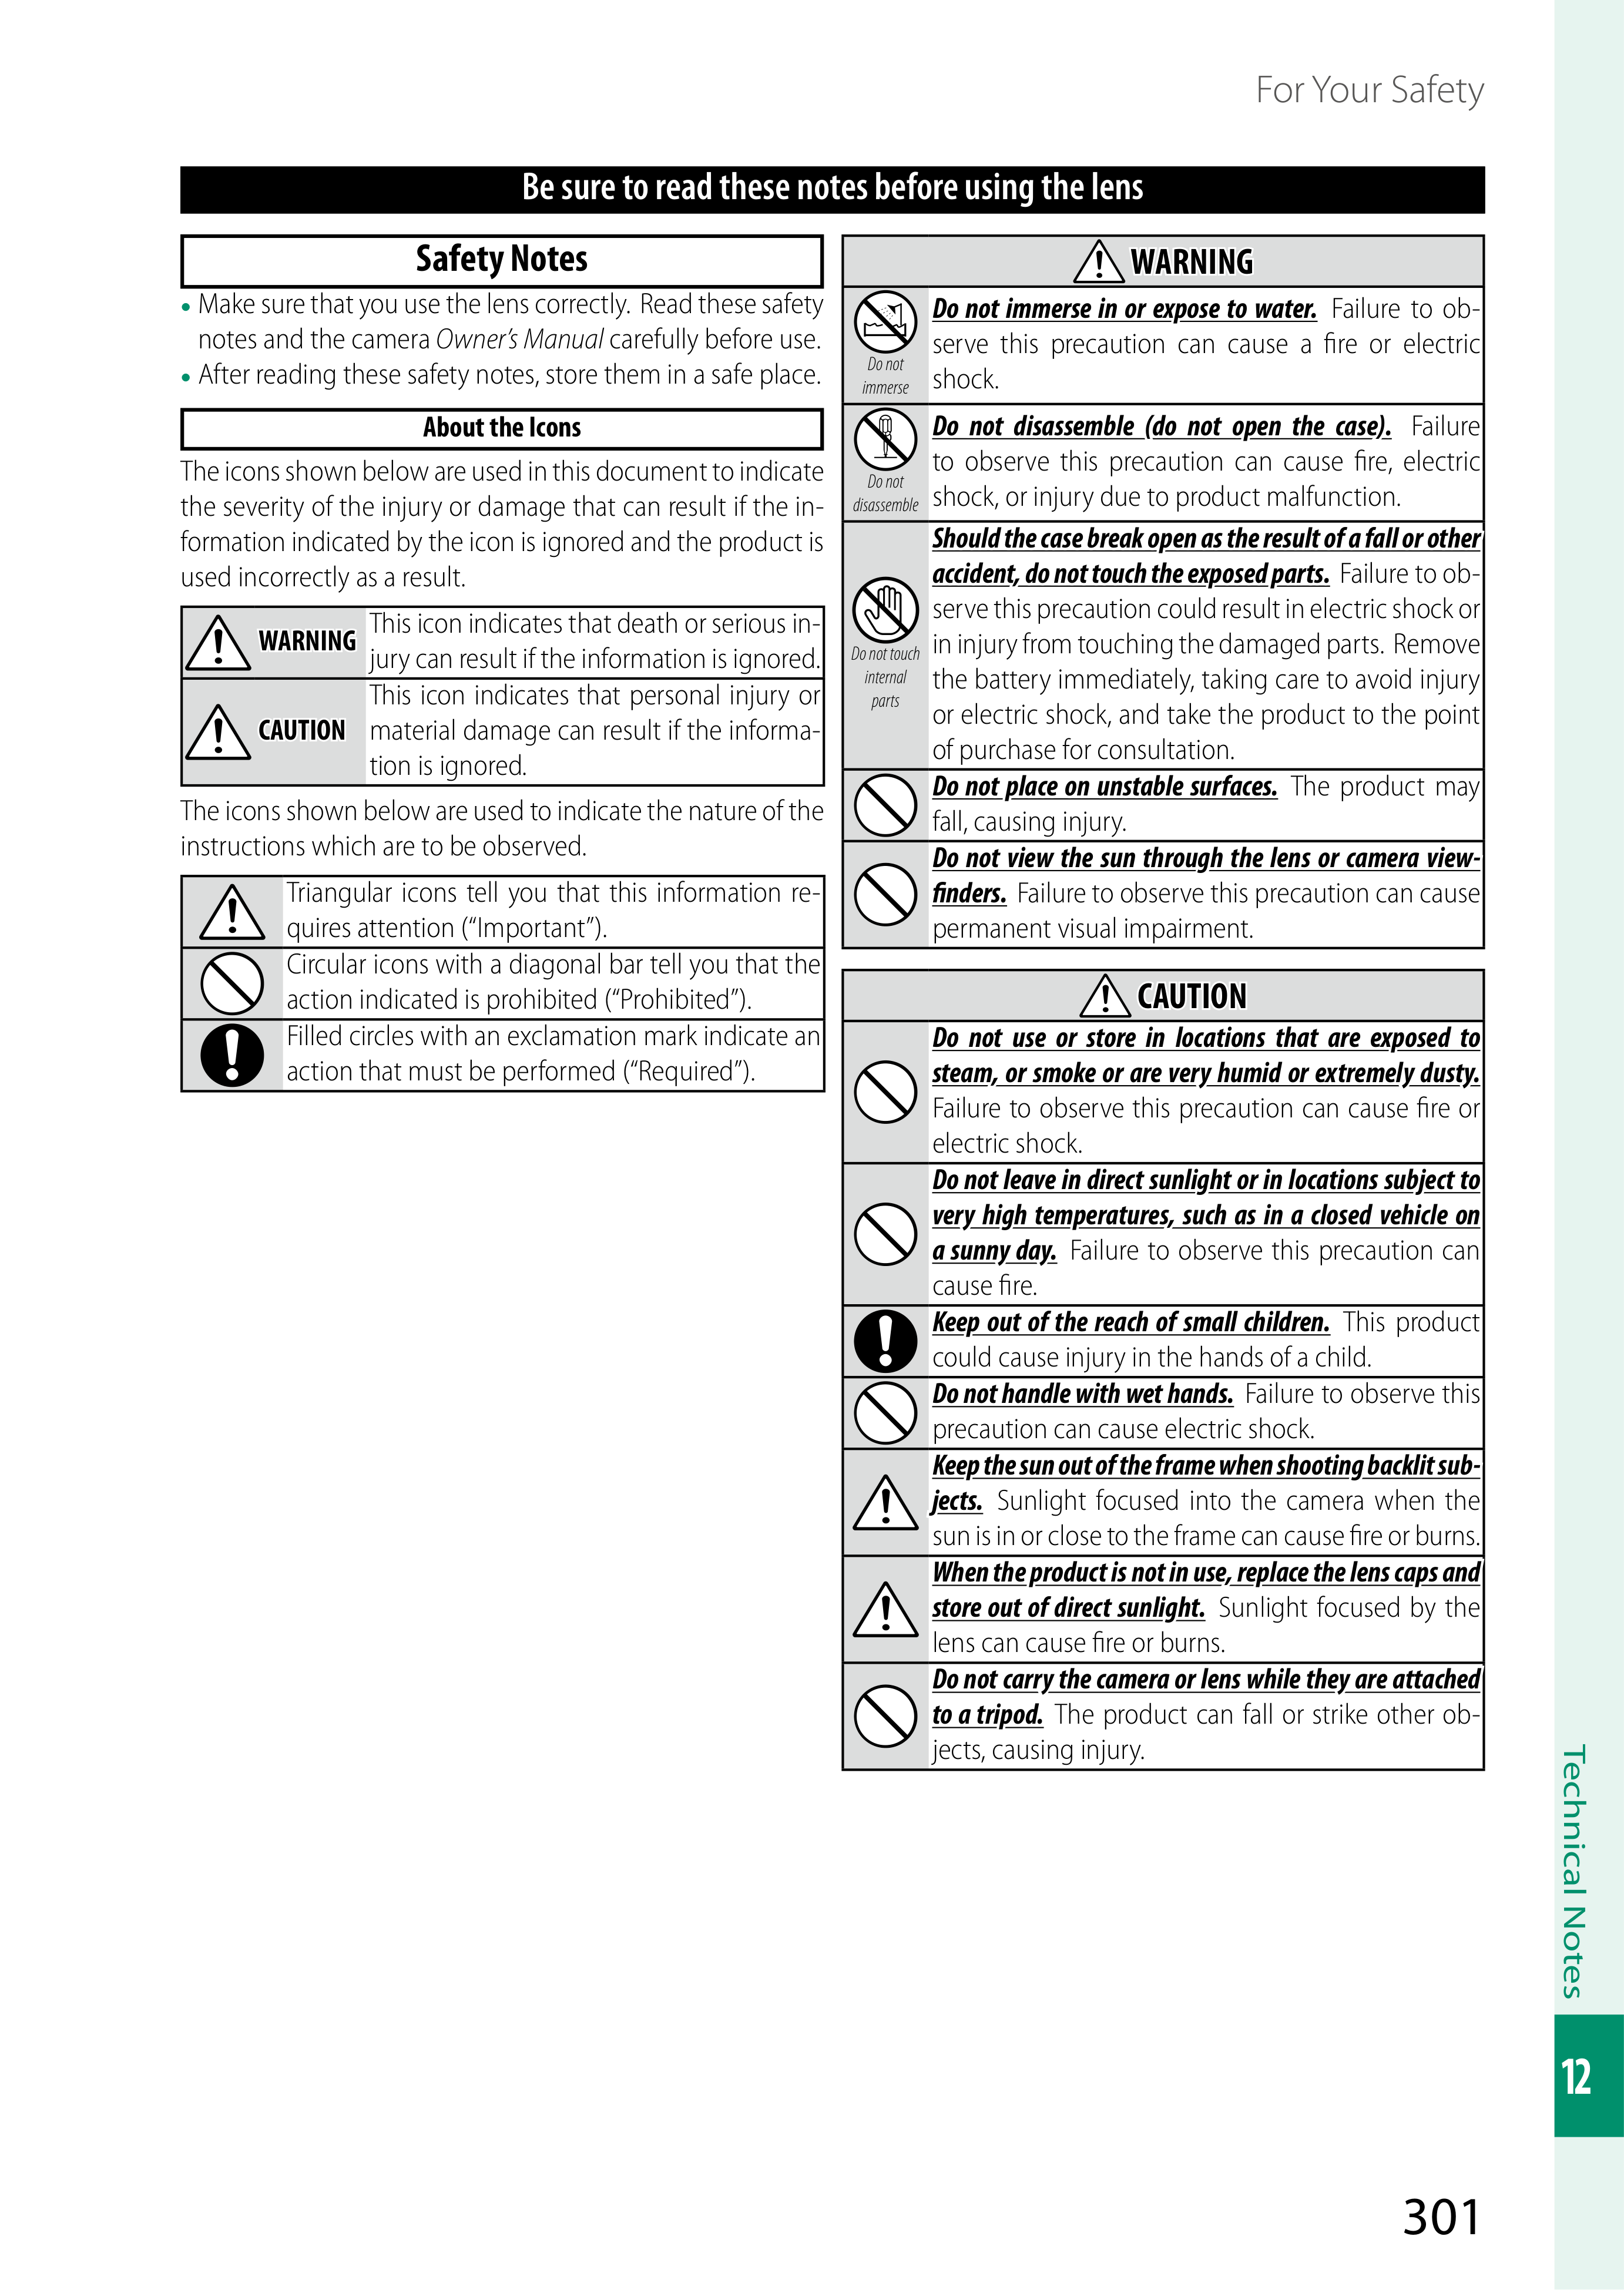 For Your Safety
Be sure to read these notes before using the lens
Safety Notes
• Make sure that you use the lens correctly. Read these safety
notes and the camera Owner’s Manual carefully before use.
• After reading these safety notes, store them in a safe place.
About the Icons
The icons shown below are used in this document to indicate
the severity of the injury or damage that can result if the in-
formation indicated by the icon is ignored and the product is
used incorrectly as a result.
WARNING
This icon indicates that death or serious in-
jury can result if the information is ignored.
CAUTION
This icon indicates that personal injury or
material damage can result if the informa-
tion is ignored.
The icons shown below are used to indicate the nature of the
instructions which are to be observed.
Triangular icons tell you that this information re-
quires attention (“Important”).
Circular icons with a diagonal bar tell you that the
action indicated is prohibited (“Prohibited”).
Filled circles with an exclamation mark indicate an
action that must be performed (“Required”).
WARNING
Do not
immerse
Do not immerse in or expose to water. Failure to ob-
serve this precaution can cause a fire or electric
shock.
Do not
disassemble
Do not disassemble (do not open the case). Failure
to observe this precaution can cause fire, electric
shock, or injury due to product malfunction.
Do not touch
internal
parts
Should the case break open as the result of a fall or other
accident, do not touch the exposed parts. Failure to ob-
serve this precaution could result in electric shock or
in injury from touching the damaged parts. Remove
the battery immediately, taking care to avoid injury
or electric shock, and take the product to the point
of purchase for consultation.
Do not place on unstable surfaces. The product may
fall, causing injury.
Do not view the sun through the lens or camera view-
finders. Failure to observe this precaution can cause
permanent visual impairment.
CAUTION
Do not use or store in locations that are exposed to
steam, or smoke or are very humid or extremely dusty.
Failure to observe this precaution can cause fire or
electric shock.
Do not leave in direct sunlight or in locations subject to
very high temperatures, such as in a closed vehicle on
a sunny day. Failure to observe this precaution can
cause fire.
Keep out of the reach of small children. This product
could cause injury in the hands of a child.
Do not handle with wet hands. Failure to observe this
precaution can cause electric shock.
Keep the sun out of the frame when shooting backlit sub-
jects. Sunlight focused into the camera when the
sun is in or close to the frame can cause fire or burns.
When the product is not in use, replace the lens caps and
store out of direct sunlight. Sunlight focused by the
lens can cause fire or burns.
Do not carry the camera or lens while they are attached
to a tripod. The product can fall or strike other ob-
jects, causing injury.
Technical Notes
12
301